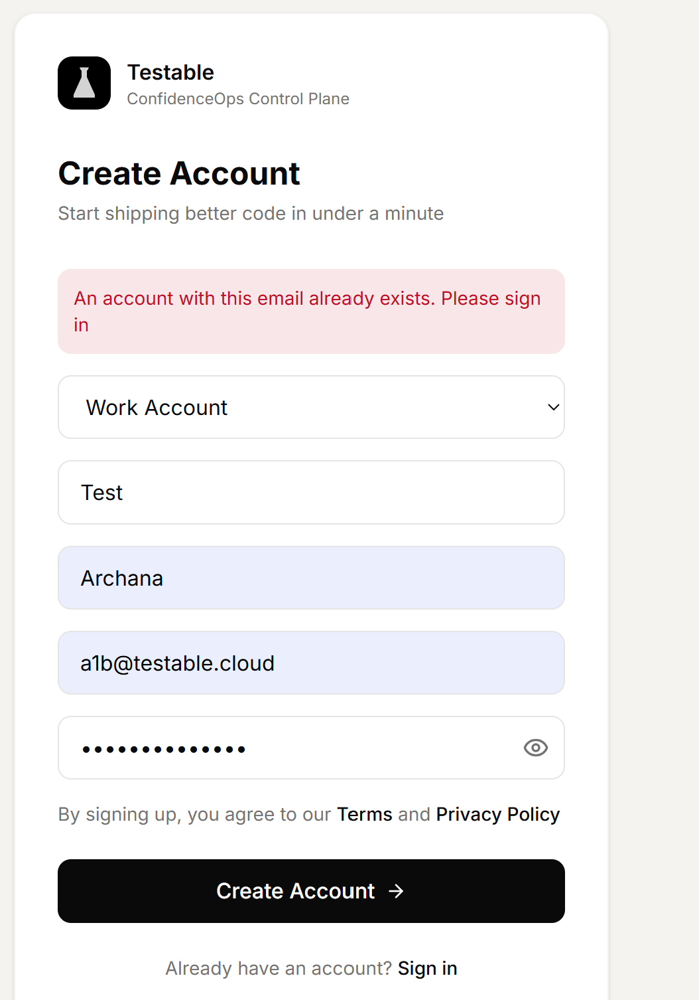 Testable
ConfidenceOps Control Plane
Create Account
Start shipping better code in under a minute
An account with this email already exists. Please sign
in
Work Account
Test
Archana
a1b@testable.cloud
••••••••••••••
By signing up, you agree to our Terms and Privacy Policy
Create Account →
Already have an account? Sign in